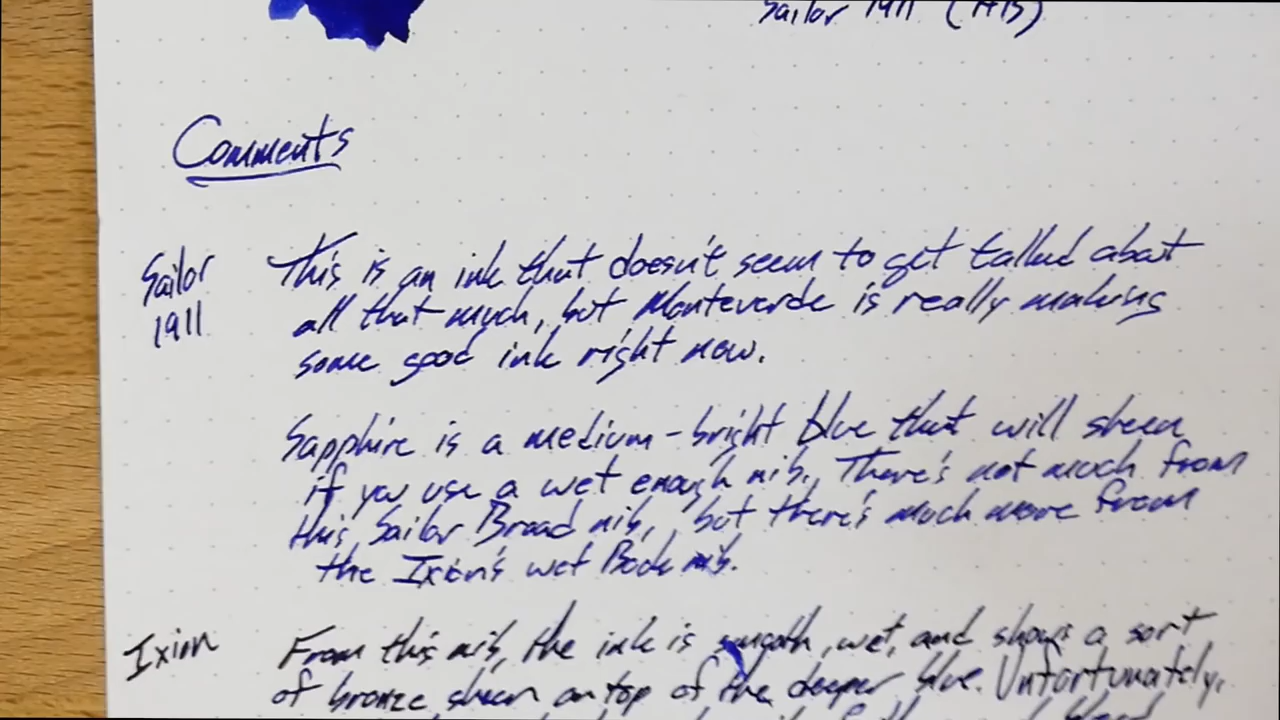 Sailor 1911
Comments
Sailor
1911
This is an ink that doesn't seem to get talked about
all that much, but Monteverde is really making
some good ink right now.
Sapphire is a medium-bright blue that will sheen
if you use a wet enough nib. There's not much from
this Sailor Broad nib, but there's much more from
the Ixion's wet Bock nib.
Ixion
From this nib, the ink is smooth, wet, and shows a sort
of bronze sheen on top of the deeper blue. Unfortunately,